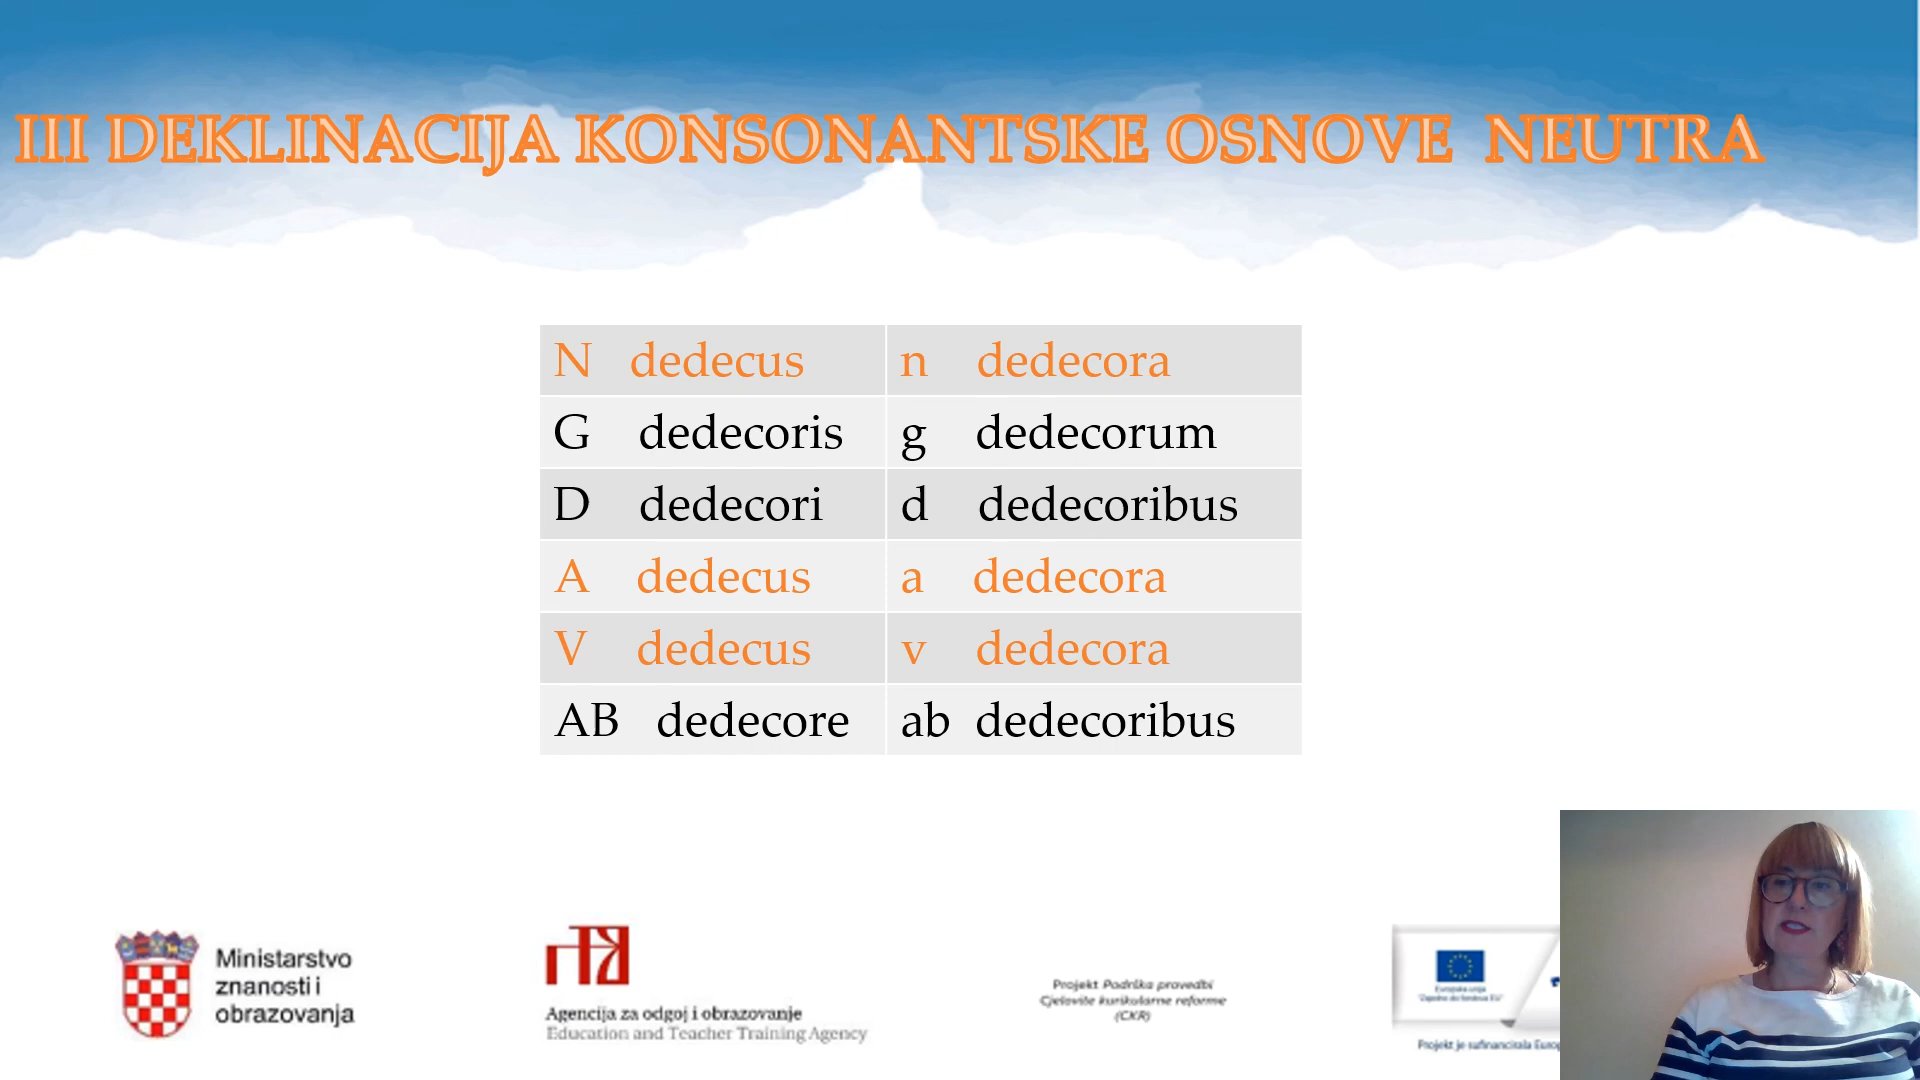 III DEKLINACIJA KONSONANTSKE OSNOVE NEUTRA
N dedecus n dedecora
G dedecoris g dedecorum
D dedecori d dedecoribus
A dedecus a dedecora
V dedecus v dedecora
AB dedecore ab dedecoribus
Ministarstvo
znanosti i
obrazovanja
Agencija za odgoj i obrazovanje
Education and Teacher Training Agency
Projekt Podrška provedbi
Cjelovite kurikularne reforme
(CKR)
Europska unija
"Zajedno do fondova EU"
Projekt je sufinancirala Euro